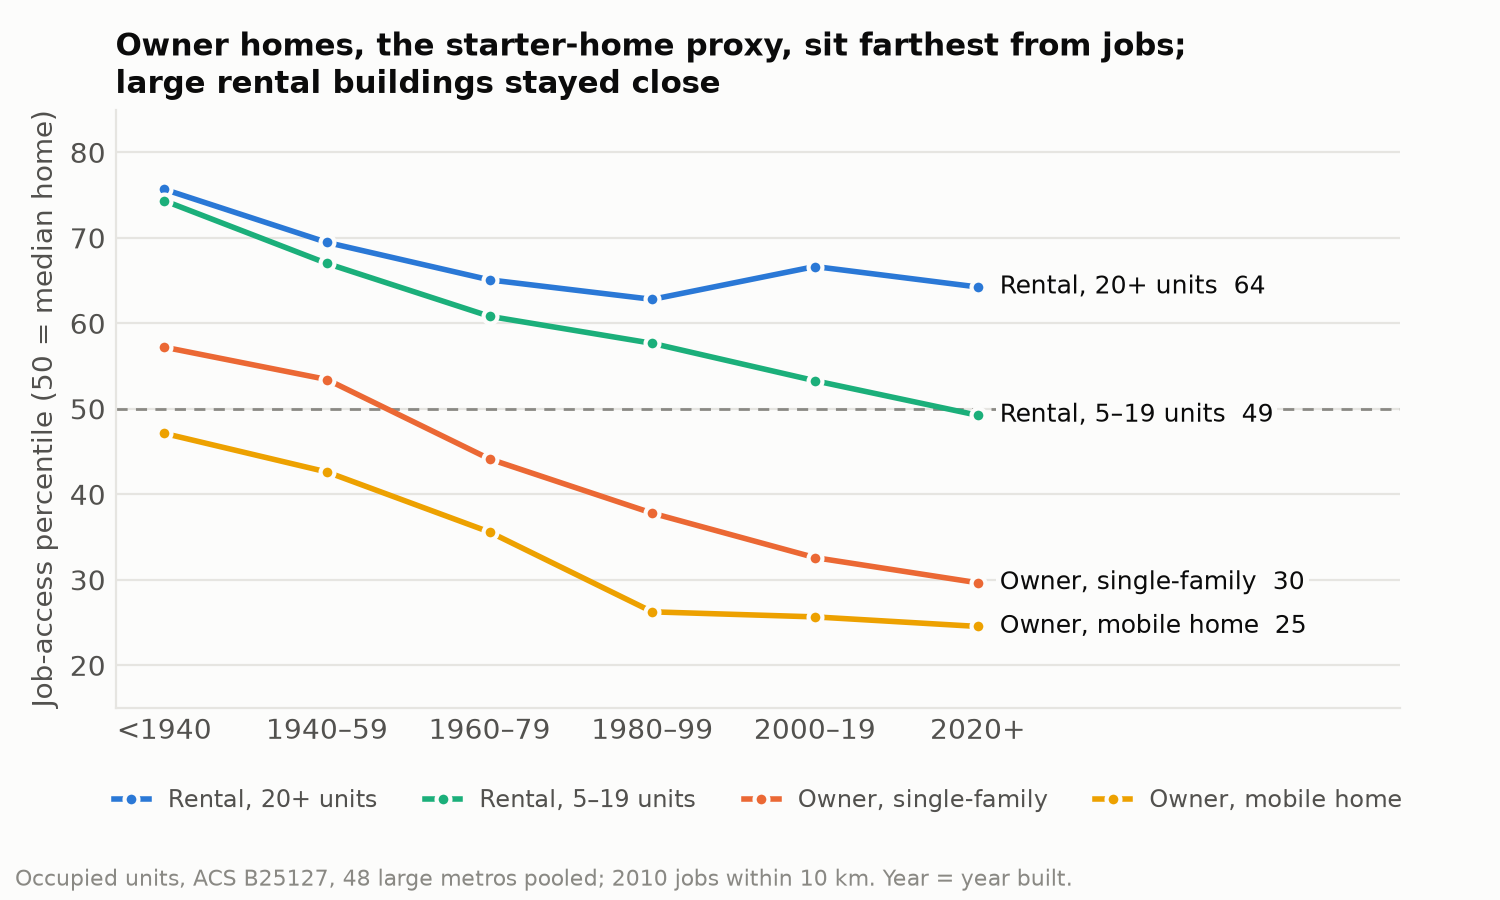 Owner homes, the starter-home proxy, sit farthest from jobs;
large rental buildings stayed close
Job-access percentile (50 = median home)
80
70
60
50
40
30
20
Rental, 20+ units 64
Rental, 5–19 units 49
Owner, single-family 30
Owner, mobile home 25
<1940 1940–59 1960–79 1980–99 2000–19 2020+
Rental, 20+ units Rental, 5–19 units Owner, single-family Owner, mobile home
Occupied units, ACS B25127, 48 large metros pooled; 2010 jobs within 10 km. Year = year built.